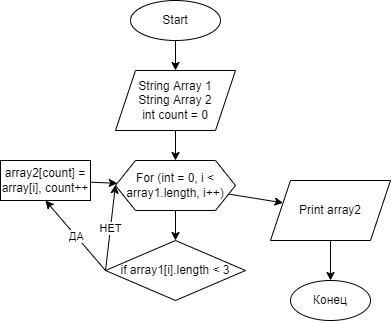 Start
String Array 1
String Array 2
int count = 0
For (int = 0, i <
array1.length, i++)
array2[count] =
array[i], count++
Print array2
НЕТ
ДА
if array1[i].length < 3
Конец